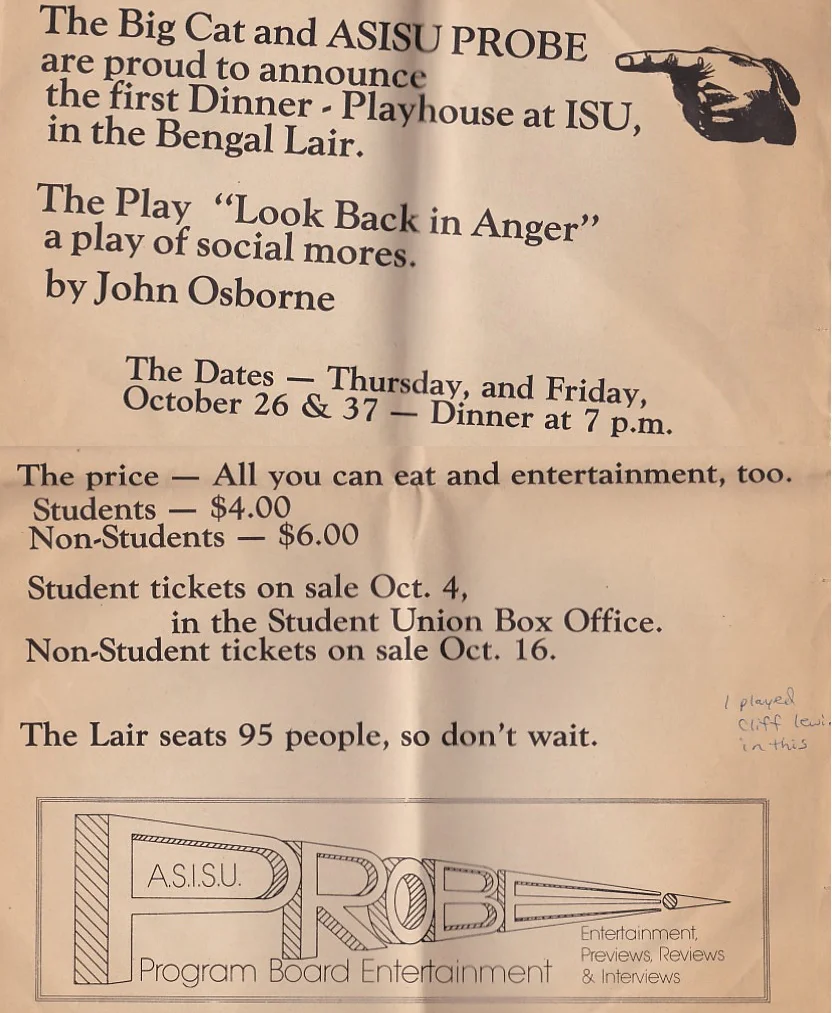 The Big Cat and ASISU PROBE
are proud to announce
the first Dinner - Playhouse at ISU,
in the Bengal Lair.
The Play "Look Back in Anger"
a play of social mores.
by John Osborne
The Dates — Thursday, and Friday,
October 26 & 37 — Dinner at 7 p.m.
The price — All you can eat and entertainment, too.
Students — $4.00
Non-Students — $6.00
Student tickets on sale Oct. 4,
in the Student Union Box Office.
Non-Student tickets on sale Oct. 16.
I played
Cliff Lewi
in this
The Lair seats 95 people, so don't wait.
A.S.I.S.U.
PROBE
Entertainment,
Previews, Reviews
& Interviews
Program Board Entertainment